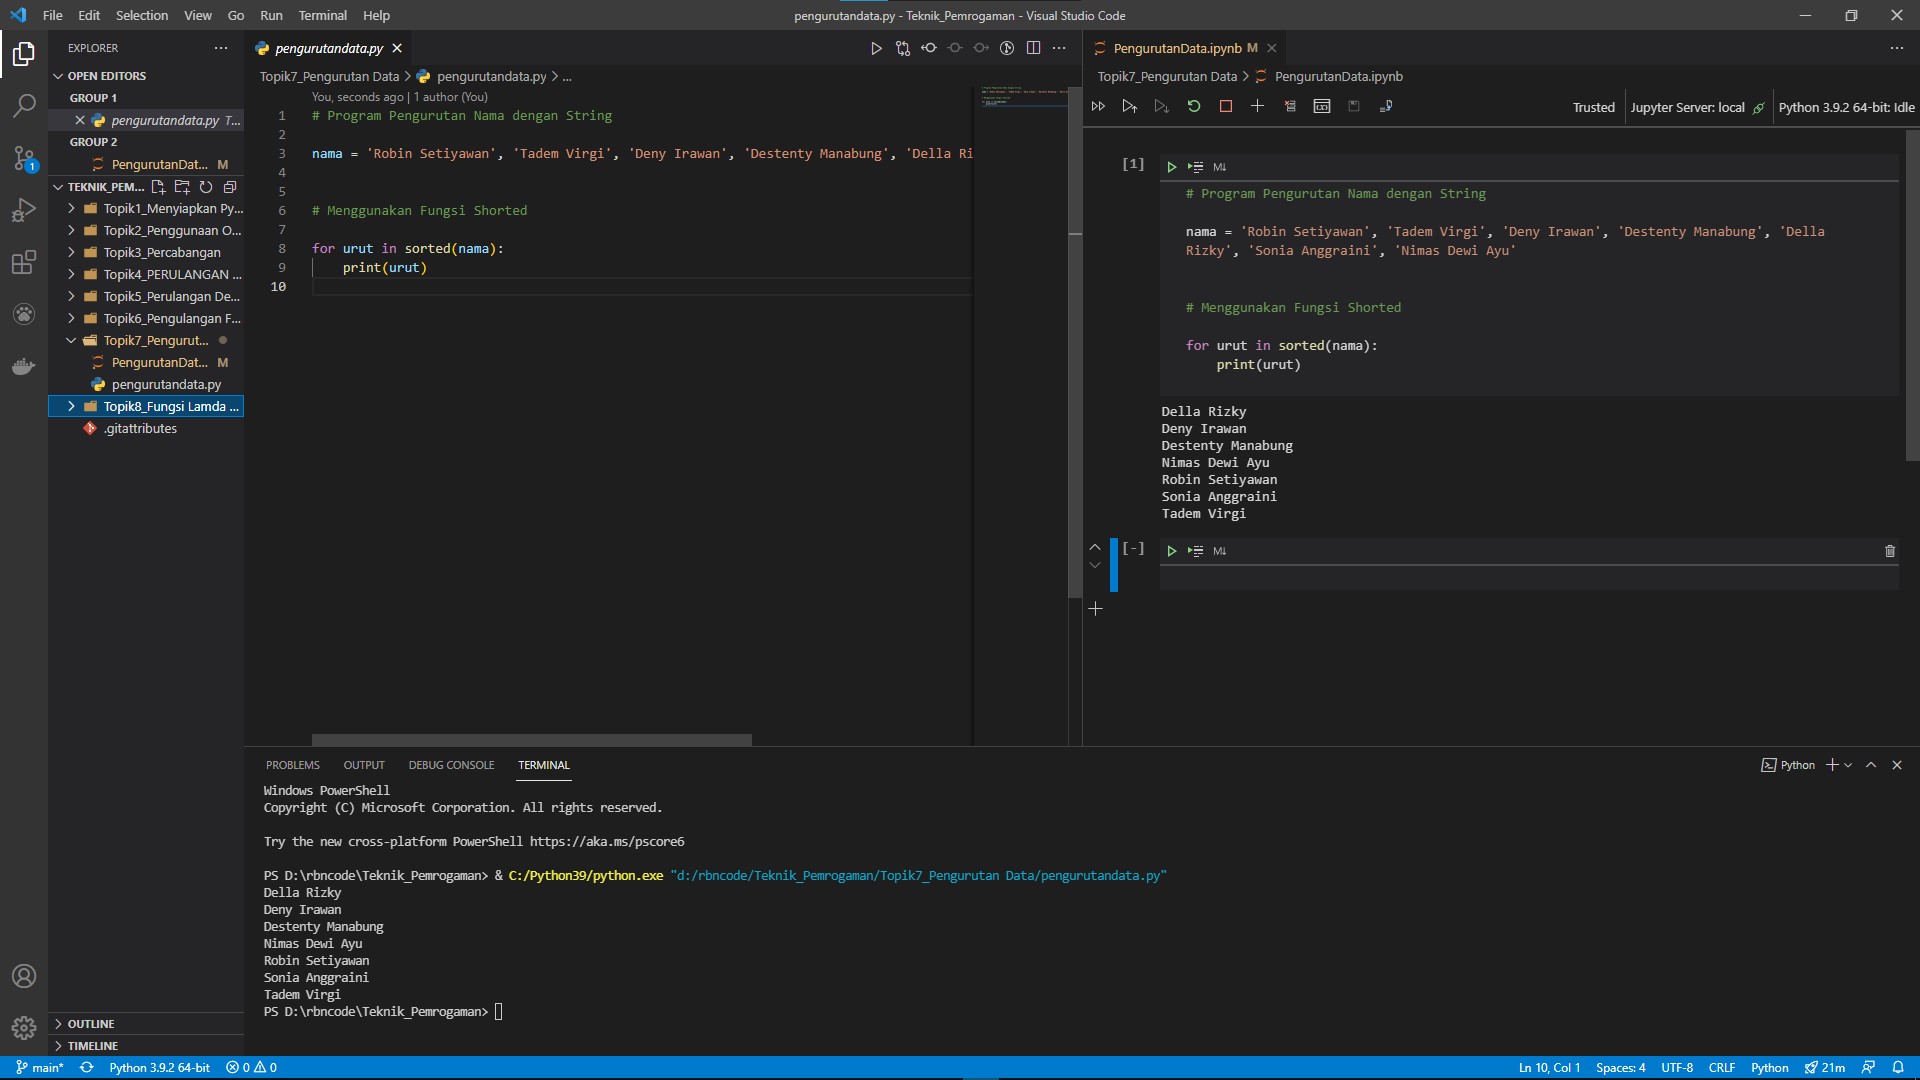 File Edit Selection View Go Run Terminal Help
pengurutandata.py - Teknik_Pemrogaman - Visual Studio Code
EXPLORER
OPEN EDITORS
GROUP 1
pengurutandata.py T...
GROUP 2
PengurutanDat... M
TEKNIK_PEM...
Topik1_Menyiapkan Py...
Topik2_Penggunaan O...
Topik3_Percabangan
Topik4_PERULANGAN ...
Topik5_Perulangan De...
Topik6_Pengulangan F...
Topik7_Pengurut...
PengurutanDat... M
pengurutandata.py
Topik8_Fungsi Lamda ...
.gitattributes
OUTLINE
TIMELINE
1
pengurutandata.py
Topik7_Pengurutan Data > pengurutandata.py > ...
You, seconds ago | 1 author (You)
1 # Program Pengurutan Nama dengan String
2
3 nama = 'Robin Setiyawan', 'Tadem Virgi', 'Deny Irawan', 'Destenty Manabung', 'Della Ri
4
5
6 # Menggunakan Fungsi Shorted
7
8 for urut in sorted(nama):
9 print(urut)
10
PengurutanData.ipynb M
Topik7_Pengurutan Data > PengurutanData.ipynb
Trusted Jupyter Server: local Python 3.9.2 64-bit: Idle
[1] M↓
# Program Pengurutan Nama dengan String
nama = 'Robin Setiyawan', 'Tadem Virgi', 'Deny Irawan', 'Destenty Manabung', 'Della
Rizky', 'Sonia Anggraini', 'Nimas Dewi Ayu'
# Menggunakan Fungsi Shorted
for urut in sorted(nama):
print(urut)
Della Rizky
Deny Irawan
Destenty Manabung
Nimas Dewi Ayu
Robin Setiyawan
Sonia Anggraini
Tadem Virgi
[-] M↓
PROBLEMS OUTPUT DEBUG CONSOLE TERMINAL
Python
Windows PowerShell
Copyright (C) Microsoft Corporation. All rights reserved.
Try the new cross-platform PowerShell https://aka.ms/pscore6
PS D:\rbncode\Teknik_Pemrogaman> & C:/Python39/python.exe "d:/rbncode/Teknik_Pemrogaman/Topik7_Pengurutan Data/pengurutandata.py"
Della Rizky
Deny Irawan
Destenty Manabung
Nimas Dewi Ayu
Robin Setiyawan
Sonia Anggraini
Tadem Virgi
PS D:\rbncode\Teknik_Pemrogaman>
main* Python 3.9.2 64-bit 0 0
Ln 10, Col 1 Spaces: 4 UTF-8 CRLF Python 21m